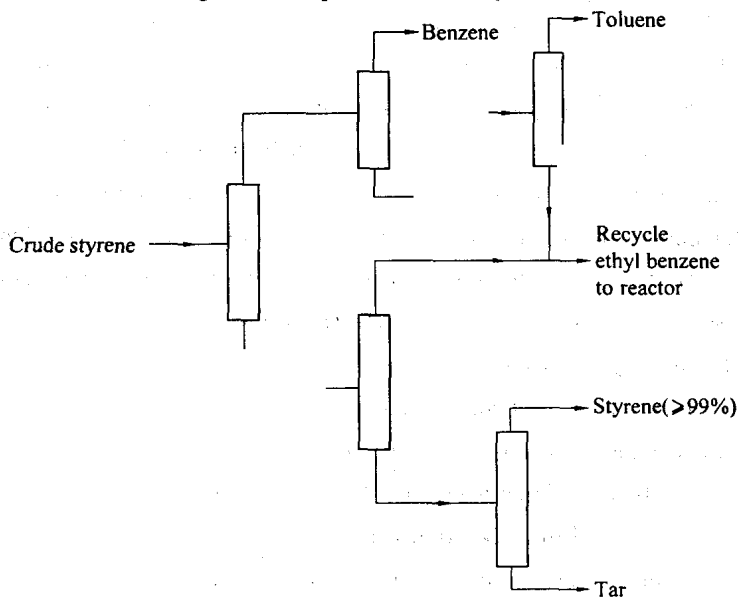 Benzene
Toluene
Crude styrene
Recycle
ethyl benzene
to reactor
Styrene(⩾99%)
Tar